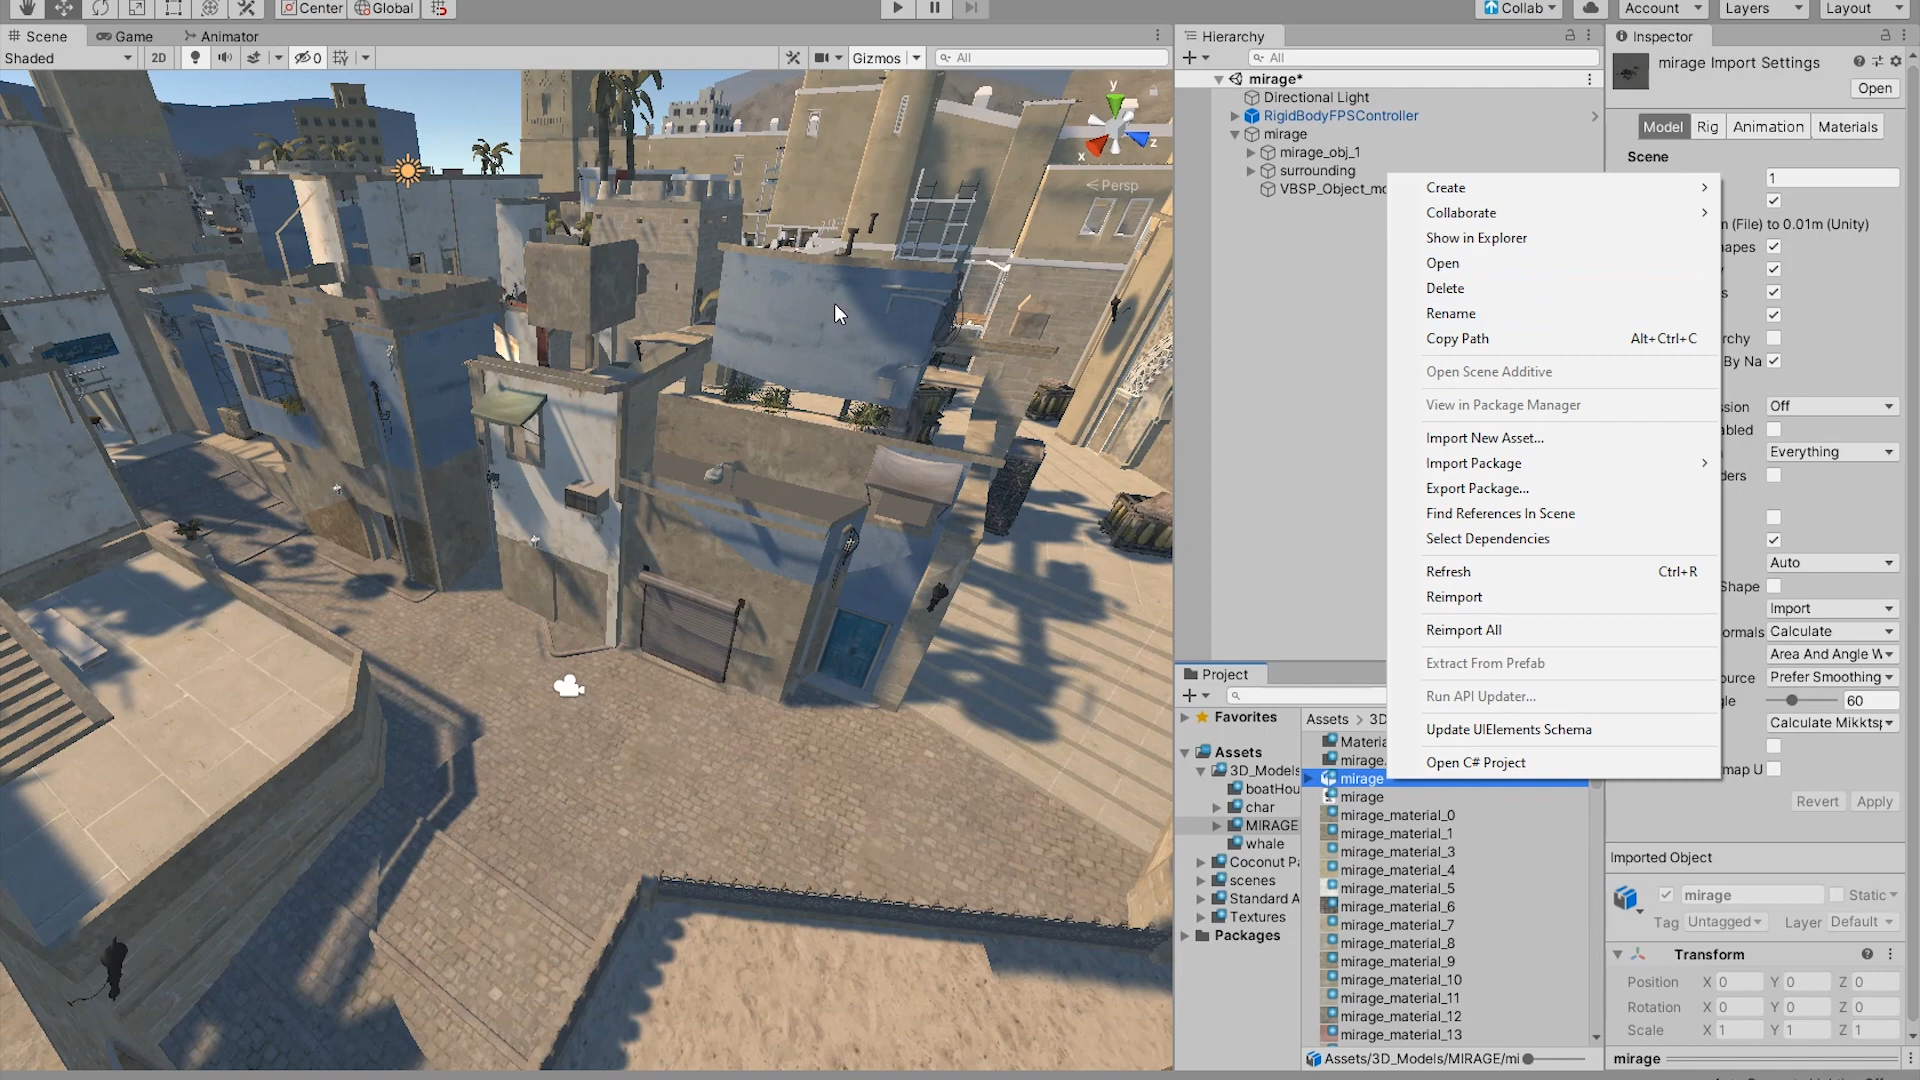 Center Global
Collab Account Layers Layout
Scene Game Animator
Shaded 2D 0 Gizmos All
Hierarchy
All
mirage*
Directional Light
RigidBodyFPSController
mirage
mirage_obj_1
surrounding
VBSP_Object_mo
y
x
z
Persp
Create
Collaborate
Show in Explorer
Open
Delete
Rename
Copy Path Alt+Ctrl+C
Open Scene Additive
View in Package Manager
Import New Asset...
Import Package
Export Package...
Find References In Scene
Select Dependencies
Refresh Ctrl+R
Reimport
Reimport All
Extract From Prefab
Run API Updater...
Update UIElements Schema
Open C# Project
Project
Favorites
Assets
3D_Models
boatHou
char
MIRAGE
whale
Coconut Pa
scenes
Standard A
Textures
Packages
Assets > 3D
Materia
mirage.
mirage
mirage
mirage_material_0
mirage_material_1
mirage_material_3
mirage_material_4
mirage_material_5
mirage_material_6
mirage_material_7
mirage_material_8
mirage_material_9
mirage_material_10
mirage_material_11
mirage_material_12
mirage_material_13
Assets/3D_Models/MIRAGE/mi
Inspector
mirage Import Settings
Open
Model Rig Animation Materials
Scene
1
m (File) to 0.01m (Unity)
hapes
s
rchy
By Na
sion Off
abled
Everything
ders
Auto
Shape
Import
ormals Calculate
Area And Angle W
ource Prefer Smoothing
gle 60
Calculate Mikktsp
map U
Revert Apply
Imported Object
mirage Static
Tag Untagged Layer Default
Transform
Position X 0 Y 0 Z 0
Rotation X 0 Y 0 Z 0
Scale X 1 Y 1 Z 1
mirage